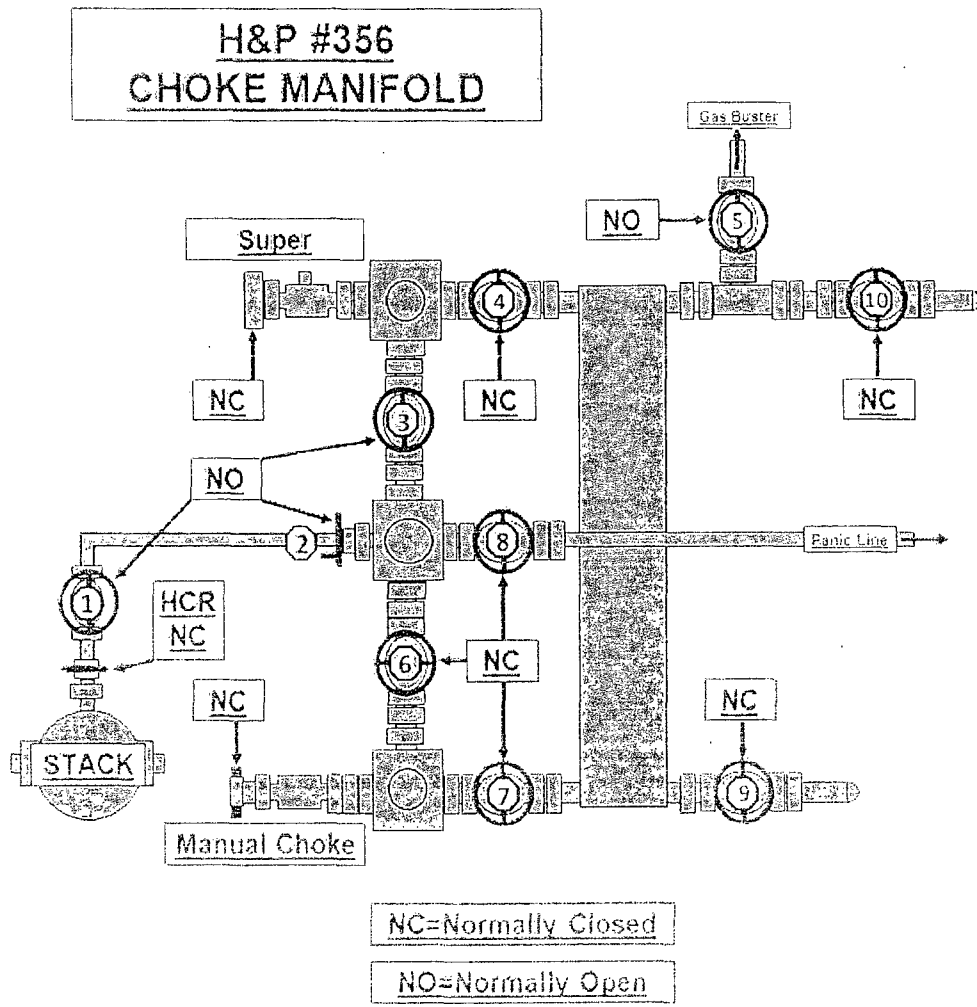 H&P #356
CHOKE MANIFOLD
Gas Buster
NO
5
Super
4
10
NC
NC
NC
3
NO
2
8
Panic Line
1
HCR
NC
6
NC
NC
NC
STACK
7
9
Manual Choke
NC=Normally Closed
NO=Normally Open